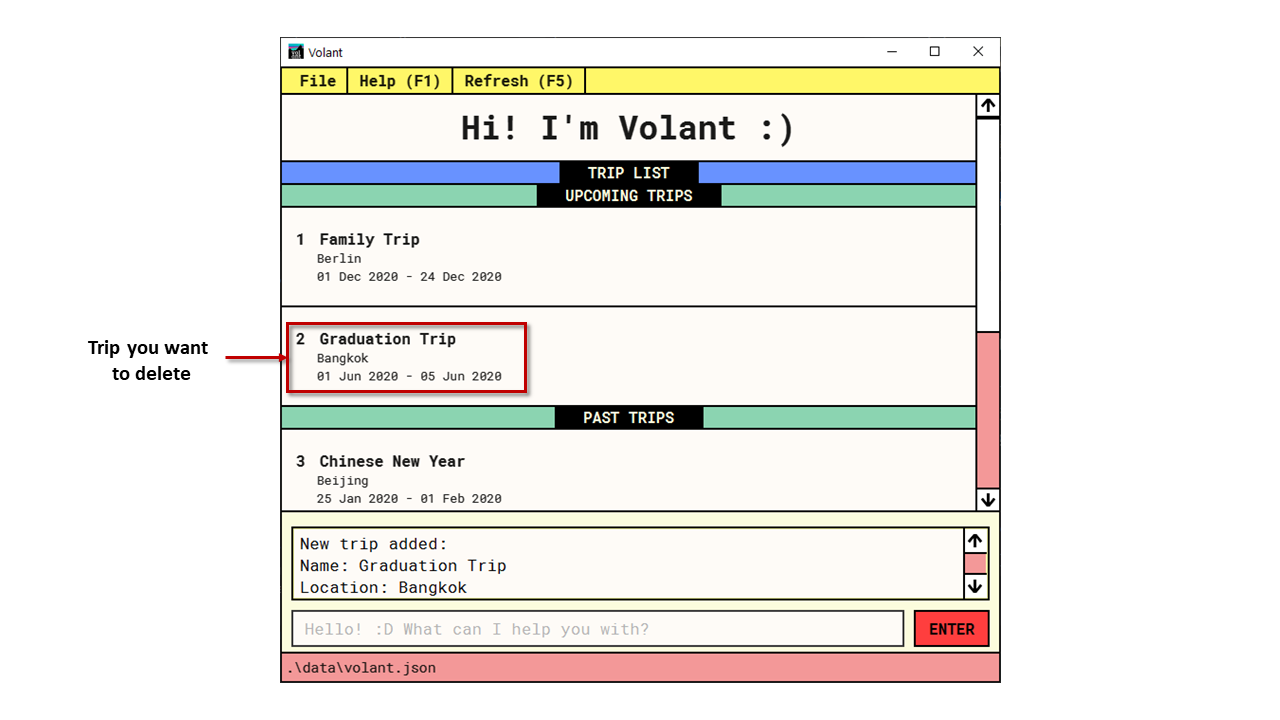 Volant
File Help (F1) Refresh (F5)
Hi! I'm Volant :)
TRIP LIST
UPCOMING TRIPS
1 Family Trip
Berlin
01 Dec 2020 - 24 Dec 2020
Trip you want
to delete
2 Graduation Trip
Bangkok
01 Jun 2020 - 05 Jun 2020
PAST TRIPS
3 Chinese New Year
Beijing
25 Jan 2020 - 01 Feb 2020
New trip added:
Name: Graduation Trip
Location: Bangkok
Hello! :D What can I help you with?
ENTER
.\data\volant.json